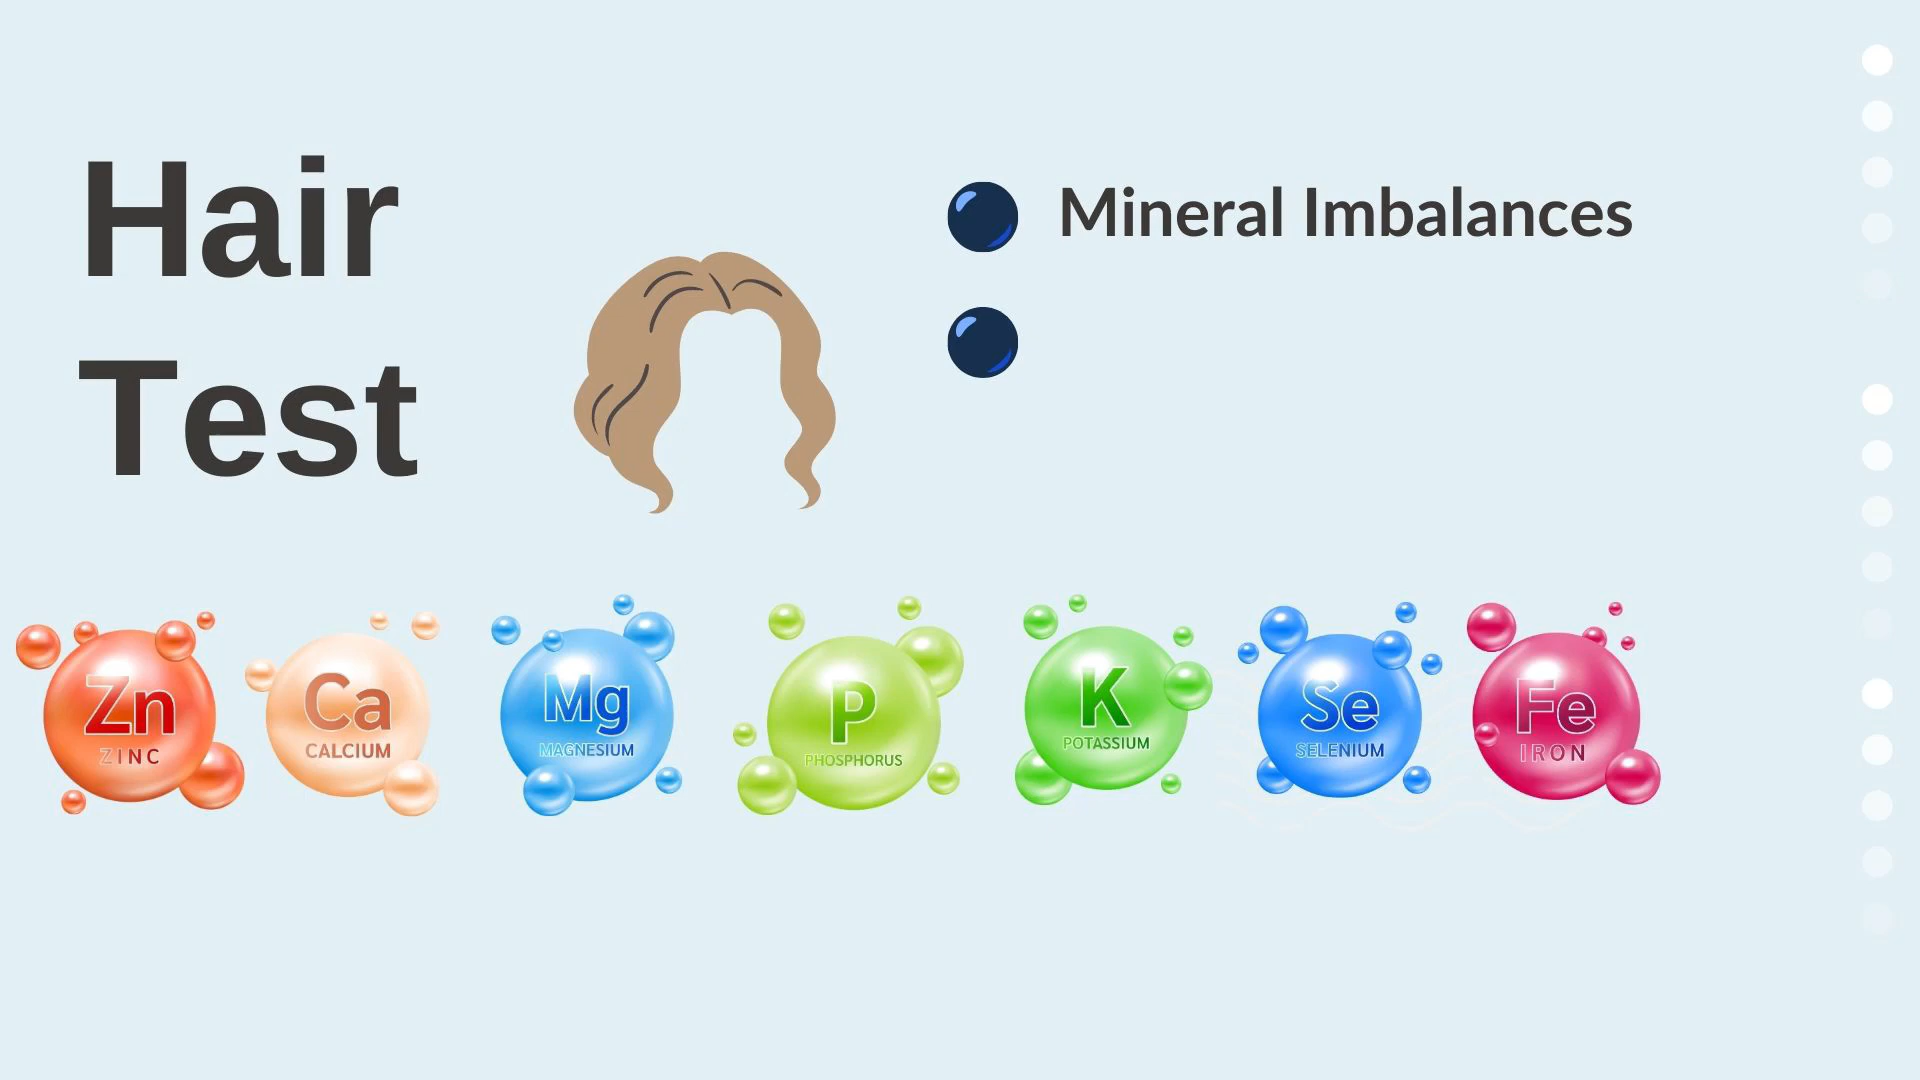 Hair
Test
Mineral Imbalances
Zn
ZINC
Ca
CALCIUM
Mg
MAGNESIUM
P
PHOSPHORUS
K
POTASSIUM
Se
SELENIUM
Fe
IRON